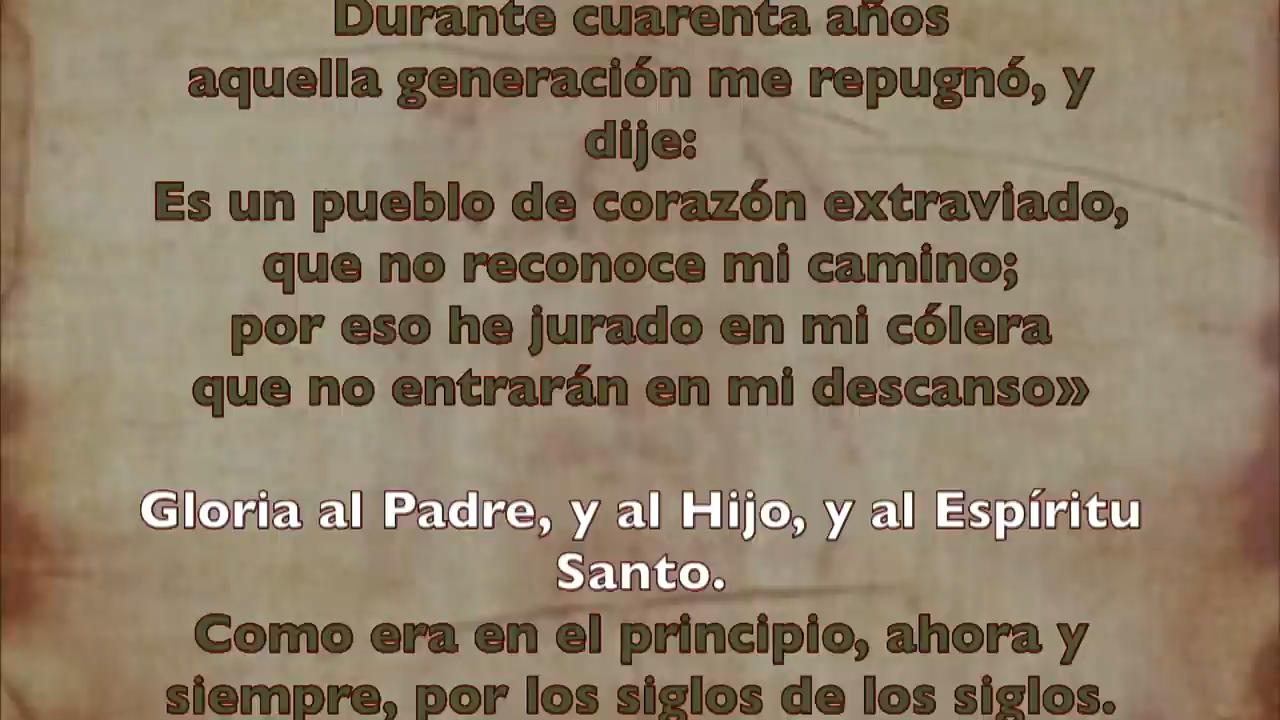 Durante cuarenta años
aquella generación me repugnó, y
dije:
Es un pueblo de corazón extraviado,
que no reconoce mi camino;
por eso he jurado en mi cólera
que no entrarán en mi descanso»
Gloria al Padre, y al Hijo, y al Espíritu
Santo.
Como era en el principio, ahora y
siempre, por los siglos de los siglos.